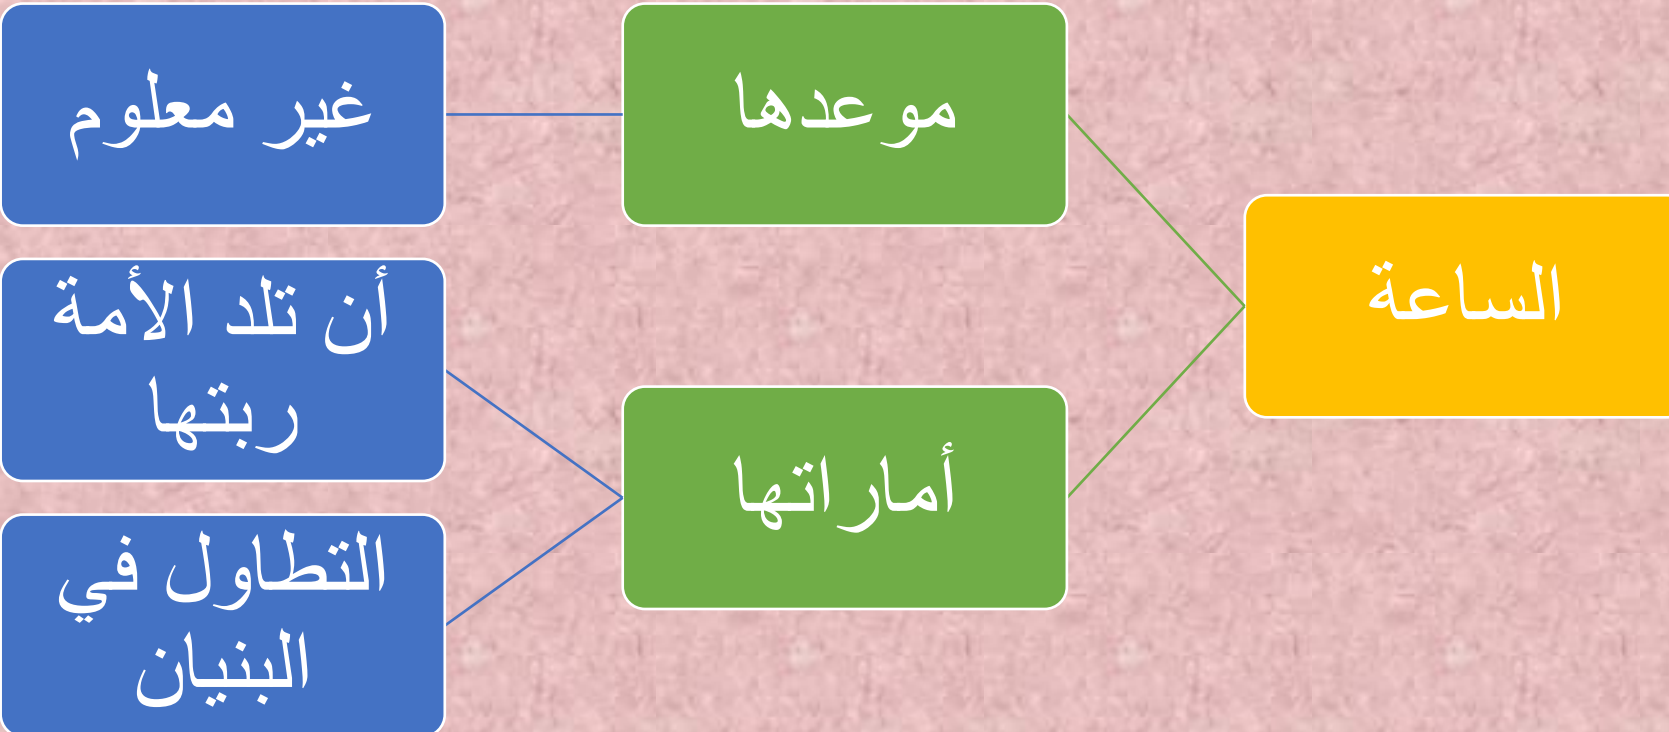 الساعة
موعدها
غير معلوم
أماراتها
أن تلد الأمة
ربتها
التطاول في
البنيان